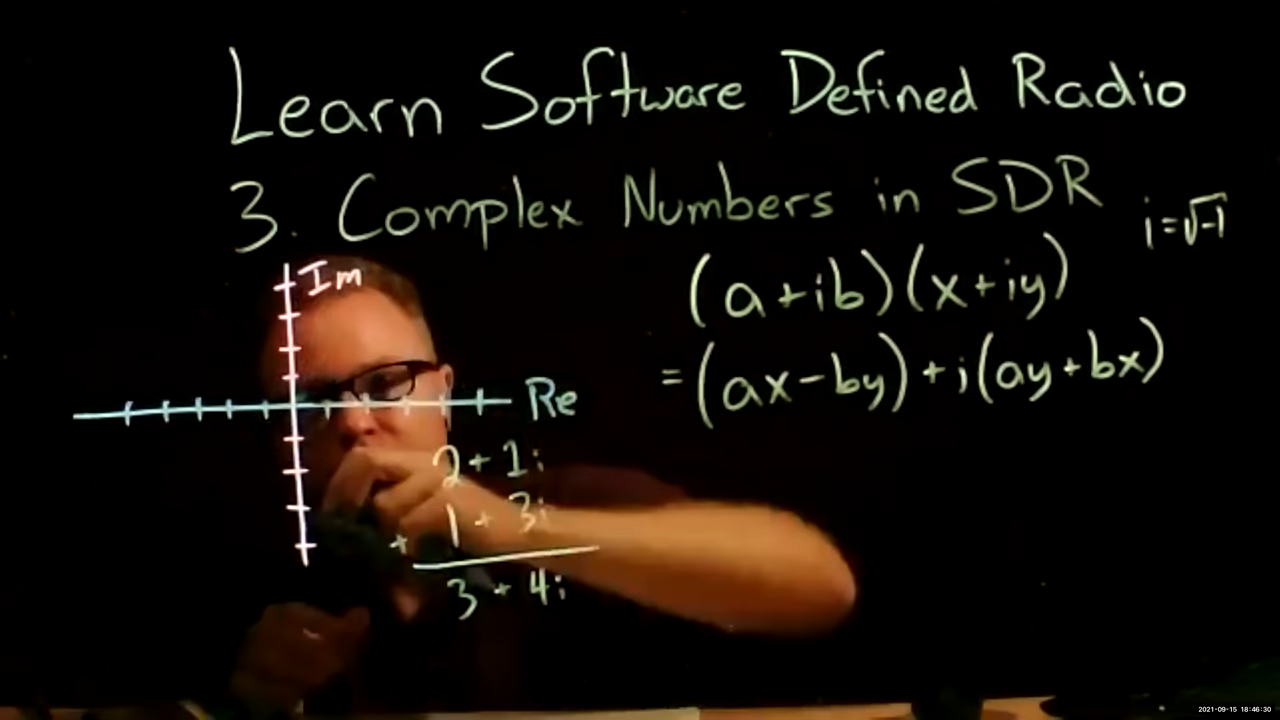 Learn Software Defined Radio
3. Complex Numbers in SDR
i=√-1
(a+ib)(x+iy)
=(ax-by)+i(ay+bx)
Im
Re
2+1i
1+3i
+
3+4i
2021-09-15 18:46:30